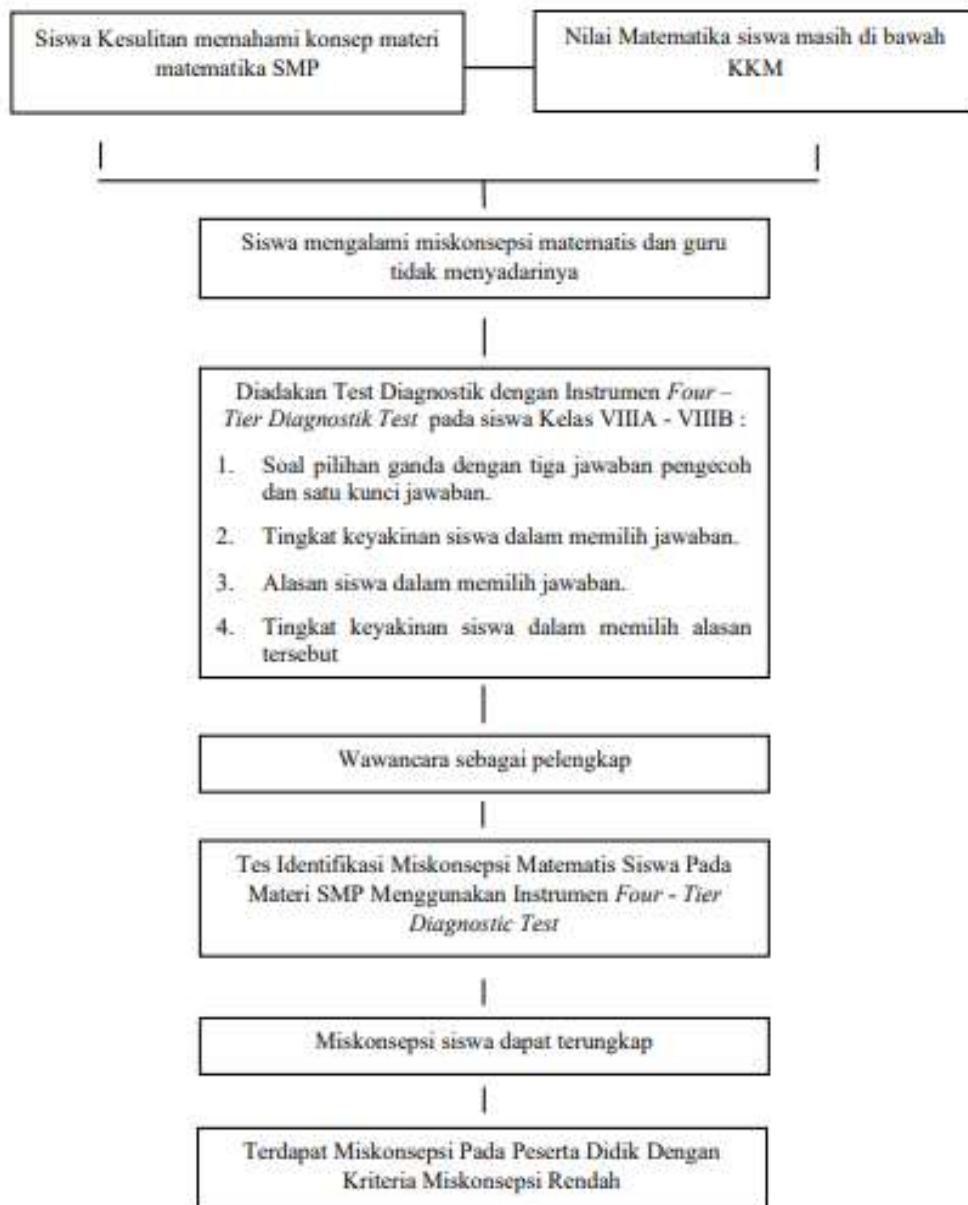 Siswa Kesulitan memahami konsep materi
matematika SMP
Nilai Matematika siswa masih di bawah
KKM
Siswa mengalami miskonsepsi matematis dan guru
tidak menyadarinya
Diadakan Test Diagnostik dengan Instrumen Four –
Tier Diagnostik Test pada siswa Kelas VIIIA - VIIIB :
1. Soal pilihan ganda dengan tiga jawaban pengecoh
dan satu kunci jawaban.
2. Tingkat keyakinan siswa dalam memilih jawaban.
3. Alasan siswa dalam memilih jawaban.
4. Tingkat keyakinan siswa dalam memilih alasan
tersebut
Wawancara sebagai pelengkap
Tes Identifikasi Miskonsepsi Matematis Siswa Pada
Materi SMP Menggunakan Instrumen Four - Tier
Diagnostic Test
Miskonsepsi siswa dapat terungkap
Terdapat Miskonsepsi Pada Peserta Didik Dengan
Kriteria Miskonsepsi Rendah